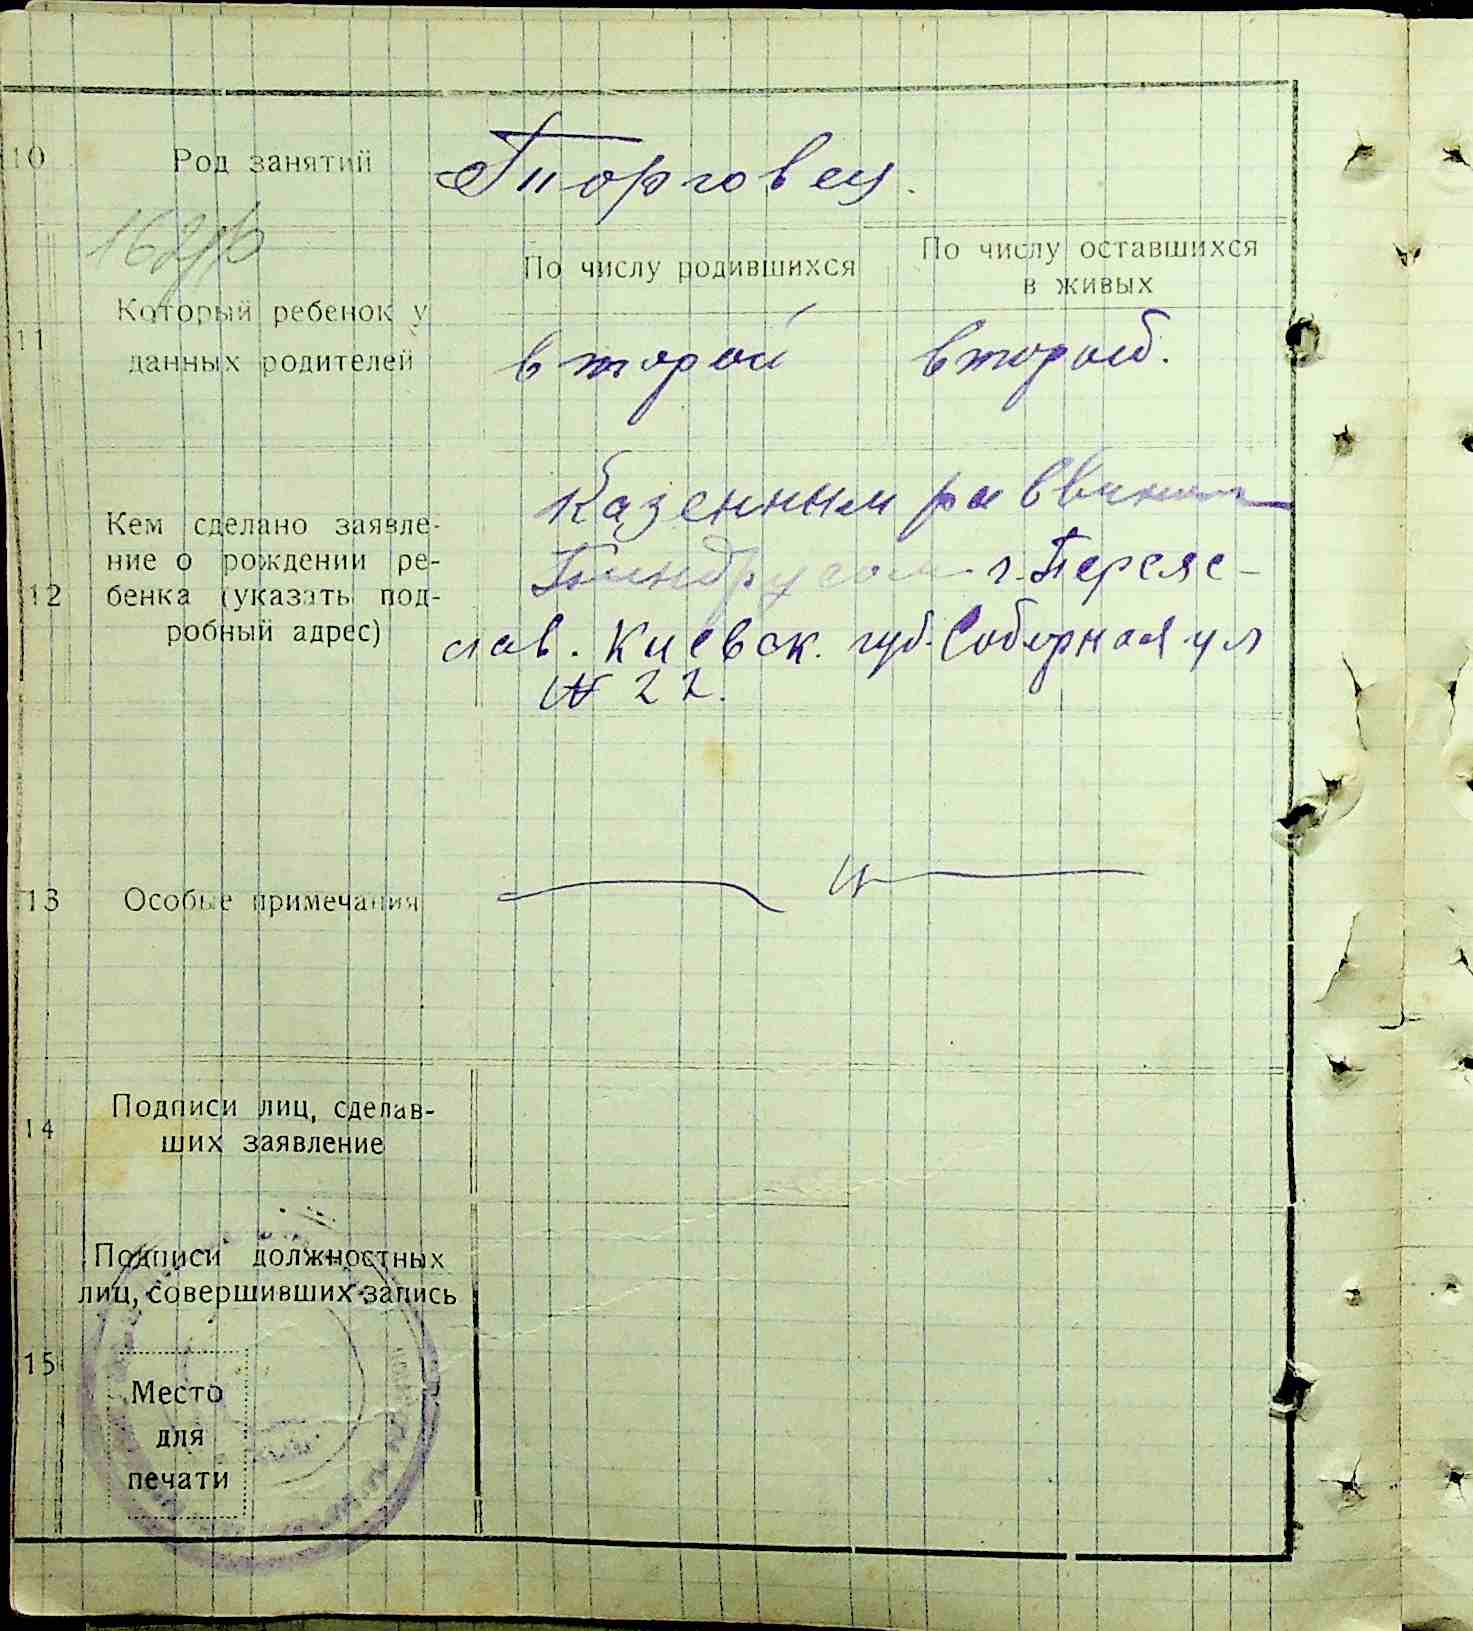 10 Род занятий Торговец.
По числу родившихся
По числу оставшихся
в живых
11 Который ребенок у
данных родителей
второй
второй.
12 Кем сделано заявле-
ние о рождении ре-
бенка (указать под-
робный адрес)
Казенным раввином
г. Переяс-
лав. Киевск. губ. Соборная ул
№ 22.
13 Особые примечания
14 Подписи лиц, сделав-
ших заявление
15 Подписи должностных
лиц, совершивших запись
Место
для
печати